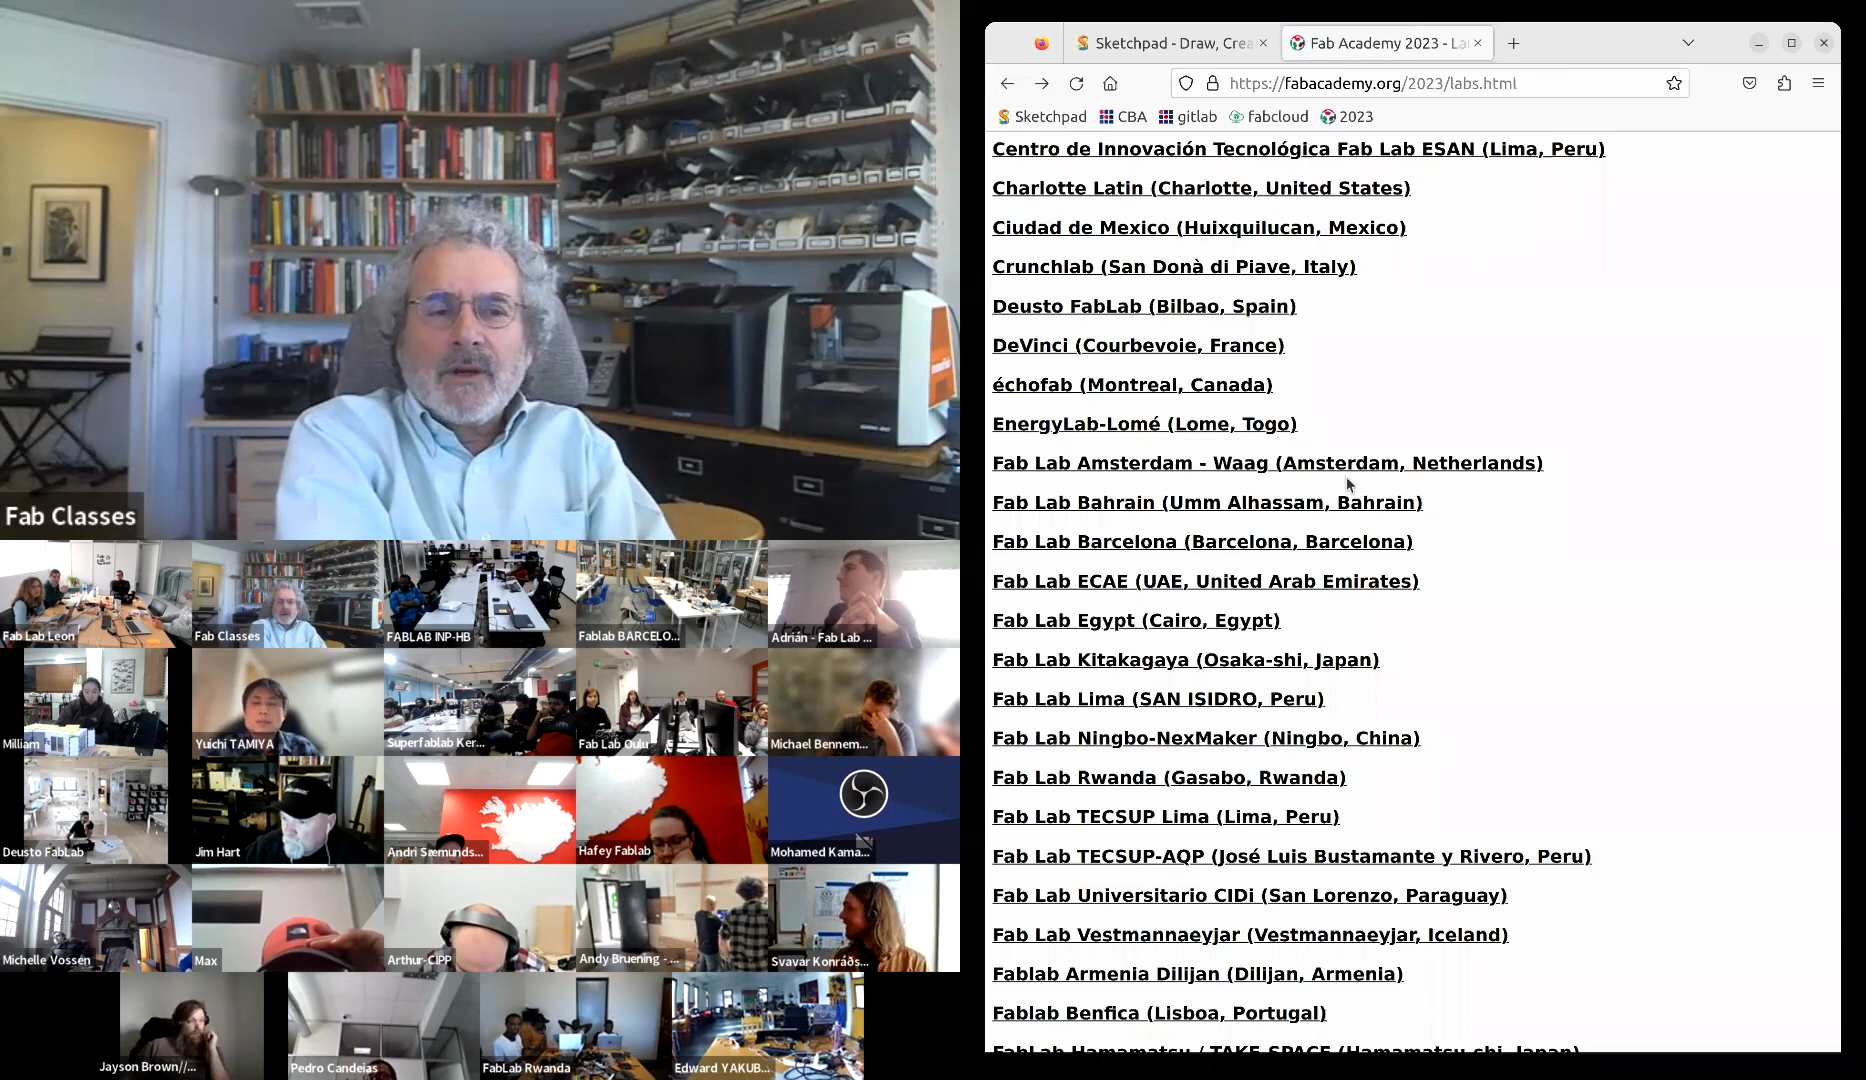 Fab Classes
Fab Lab Leon
Fab Classes
FABLAB INP-HB
Fablab BARCELO...
Adrián - Fab Lab ...
Milliam
Yuichi TAMIYA
Superfablab Ker...
Fab Lab Oulu
Michael Bennem...
Deusto FabLab
Jim Hart
Andri Sæmunds...
Hafey Fablab
Mohamed Kama...
Michelle Vossen
Max
Arthur-CIPP
Andy Bruening - ...
Svavar Konráðs...
Jayson Brown//...
Pedro Candeias
FabLab Rwanda
Edward YAKUB...
Sketchpad - Draw, Crea
Fab Academy 2023 - La
https://fabacademy.org/2023/labs.html
Sketchpad CBA gitlab fabcloud 2023
Centro de Innovación Tecnológica Fab Lab ESAN (Lima, Peru)
Charlotte Latin (Charlotte, United States)
Ciudad de Mexico (Huixquilucan, Mexico)
Crunchlab (San Donà di Piave, Italy)
Deusto FabLab (Bilbao, Spain)
DeVinci (Courbevoie, France)
échofab (Montreal, Canada)
EnergyLab-Lomé (Lome, Togo)
Fab Lab Amsterdam - Waag (Amsterdam, Netherlands)
Fab Lab Bahrain (Umm Alhassam, Bahrain)
Fab Lab Barcelona (Barcelona, Barcelona)
Fab Lab ECAE (UAE, United Arab Emirates)
Fab Lab Egypt (Cairo, Egypt)
Fab Lab Kitakagaya (Osaka-shi, Japan)
Fab Lab Lima (SAN ISIDRO, Peru)
Fab Lab Ningbo-NexMaker (Ningbo, China)
Fab Lab Rwanda (Gasabo, Rwanda)
Fab Lab TECSUP Lima (Lima, Peru)
Fab Lab TECSUP-AQP (José Luis Bustamante y Rivero, Peru)
Fab Lab Universitario CIDi (San Lorenzo, Paraguay)
Fab Lab Vestmannaeyjar (Vestmannaeyjar, Iceland)
Fablab Armenia Dilijan (Dilijan, Armenia)
Fablab Benfica (Lisboa, Portugal)
FabLab Hamamatsu / TAKE-SPACE (Hamamatsu-shi, Japan)